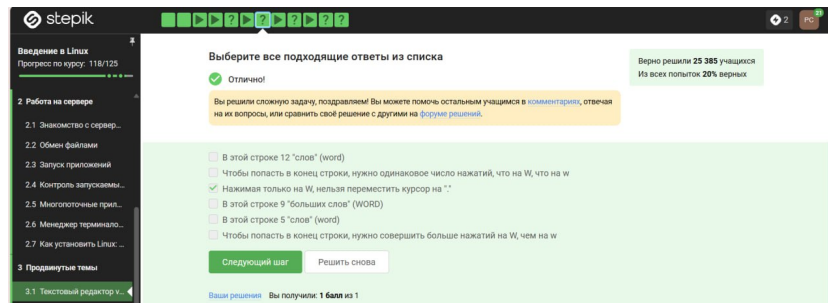 stepik
2
PC
21
Введение в Linux
Прогресс по курсу: 118/125
2 Работа на сервере
2.1 Знакомство с сервер...
2.2 Обмен файлами
2.3 Запуск приложений
2.4 Контроль запускаемы...
2.5 Многопоточные прил...
2.6 Менеджер терминало...
2.7 Как установить Linux: ...
3 Продвинутые темы
3.1 Текстовый редактор v...
Выберите все подходящие ответы из списка
Отлично!
Верно решили 25 385 учащихся
Из всех попыток 20% верных
Вы решили сложную задачу, поздравляем! Вы можете помочь остальным учащимся в комментариях, отвечая
на их вопросы, или сравнить своё решение с другими на форуме решений.
В этой строке 12 "слов" (word)
Чтобы попасть в конец строки, нужно одинаковое число нажатий, что на W, что на w
Нажимая только на W, нельзя переместить курсор на "."
В этой строке 9 "больших слов" (WORD)
В этой строке 5 "слов" (word)
Чтобы попасть в конец строки, нужно совершить больше нажатий на W, чем на w
Следующий шаг
Решить снова
Ваши решения Вы получили: 1 балл из 1